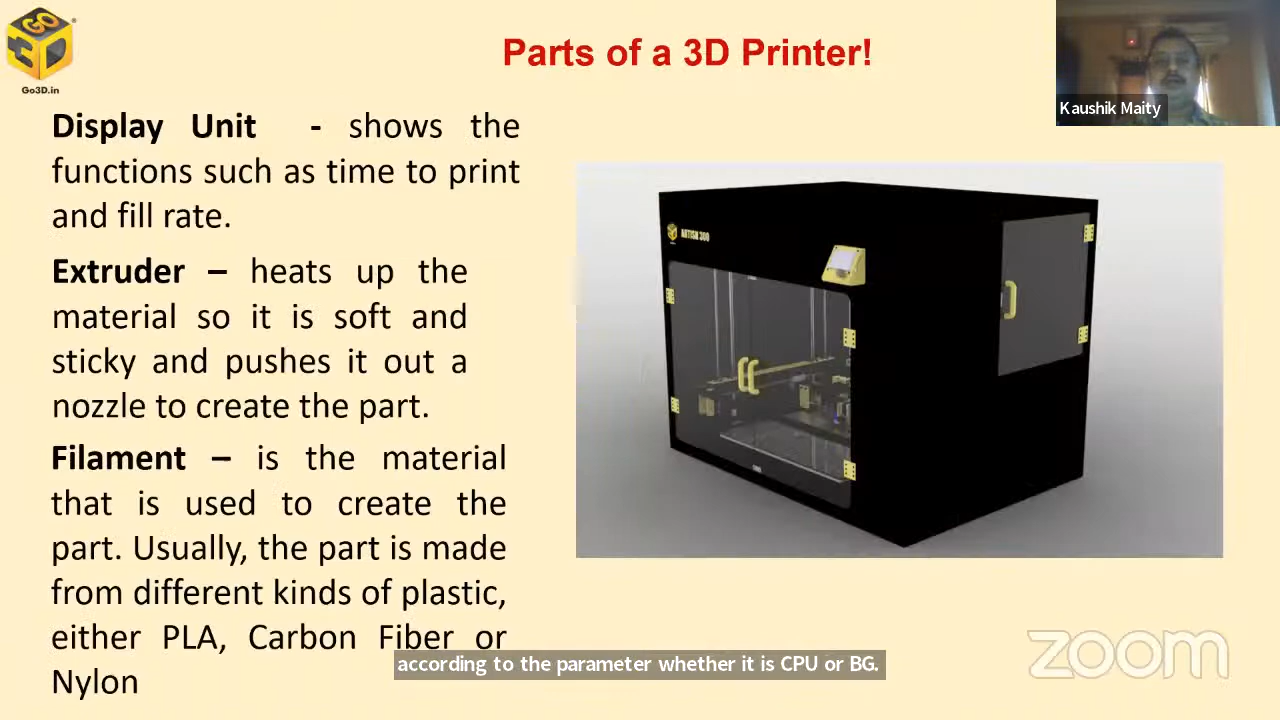 GO
3D
Go3D.in
Parts of a 3D Printer!
Kaushik Maity
Display Unit - shows the
functions such as time to print
and fill rate.
Extruder – heats up the
material so it is soft and
sticky and pushes it out a
nozzle to create the part.
Filament – is the material
that is used to create the
part. Usually, the part is made
from different kinds of plastic,
either PLA, Carbon Fiber or
Nylon
according to the parameter whether it is CPU or BG.
zoom